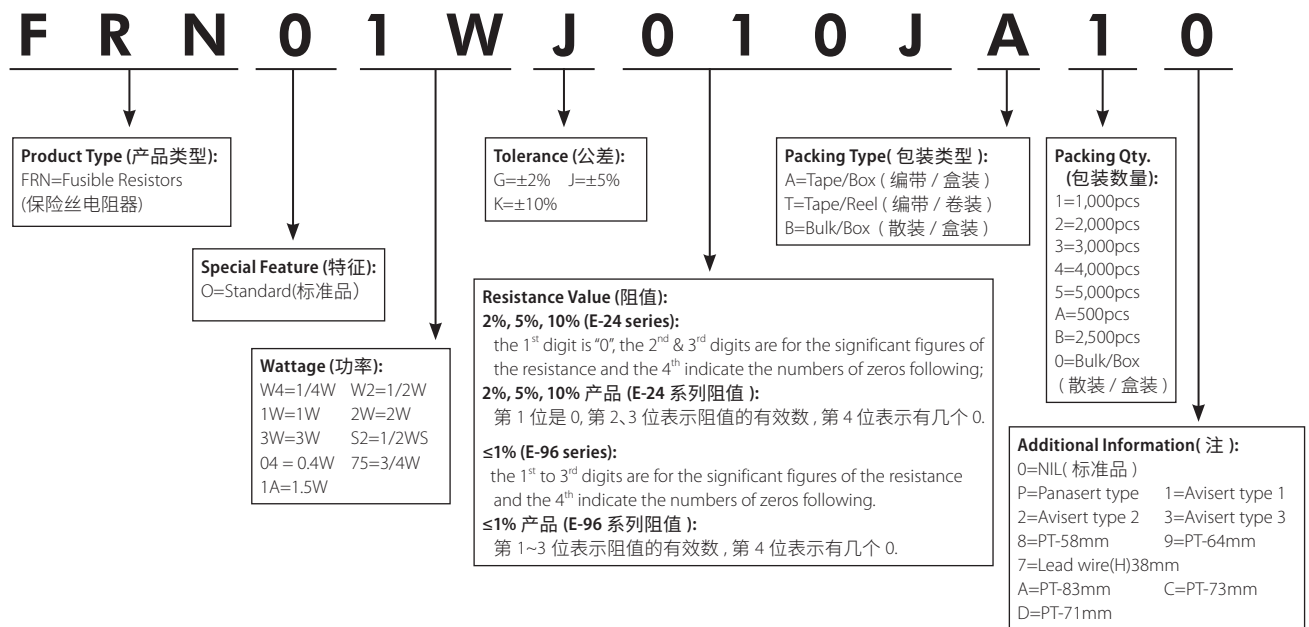 F R N 0 1 W J 0 1 0 J A 1 0
Product Type (产品类型):
FRN=Fusible Resistors
(保险丝电阻器)
Special Feature (特征):
O=Standard(标准品)
Wattage (功率):
W4=1/4W W2=1/2W
1W=1W 2W=2W
3W=3W S2=1/2WS
04 = 0.4W 75=3/4W
1A=1.5W
Tolerance (公差):
G=±2% J=±5%
K=±10%
Resistance Value (阻值):
2%, 5%, 10% (E-24 series):
the 1st digit is "0", the 2nd & 3rd digits are for the significant figures of
the resistance and the 4th indicate the numbers of zeros following;
2%, 5%, 10% 产品 (E-24 系列阻值 ):
第 1 位是 0, 第 2、3 位表示阻值的有效数 , 第 4 位表示有几个 0.
≤1% (E-96 series):
the 1st to 3rd digits are for the significant figures of the resistance
and the 4th indicate the numbers of zeros following.
≤1% 产品 (E-96 系列阻值 ):
第 1~3 位表示阻值的有效数 , 第 4 位表示有几个 0.
Packing Type( 包装类型 ):
A=Tape/Box ( 编带 / 盒装 )
T=Tape/Reel ( 编带 / 卷装 )
B=Bulk/Box ( 散装 / 盒装 )
Packing Qty.
(包装数量):
1=1,000pcs
2=2,000pcs
3=3,000pcs
4=4,000pcs
5=5,000pcs
A=500pcs
B=2,500pcs
0=Bulk/Box
( 散装 / 盒装 )
Additional Information( 注 ):
0=NIL( 标准品 )
P=Panasert type 1=Avisert type 1
2=Avisert type 2 3=Avisert type 3
8=PT-58mm 9=PT-64mm
7=Lead wire(H)38mm
A=PT-83mm C=PT-73mm
D=PT-71mm